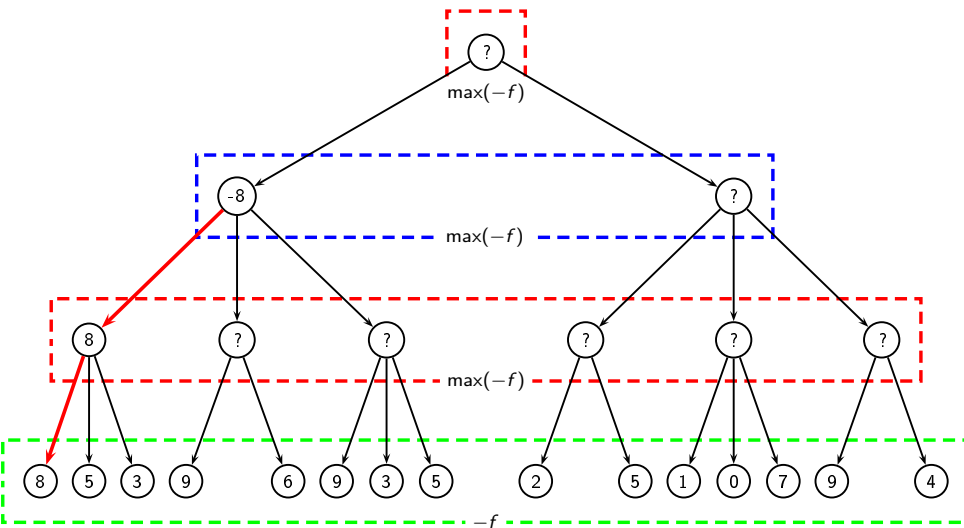 ?
max(−f)
-8 ?
max(−f)
8 ? ? ? ? ?
max(−f)
8 5 3 9 6 9 3 5 2 5 1 0 7 9 4
−f